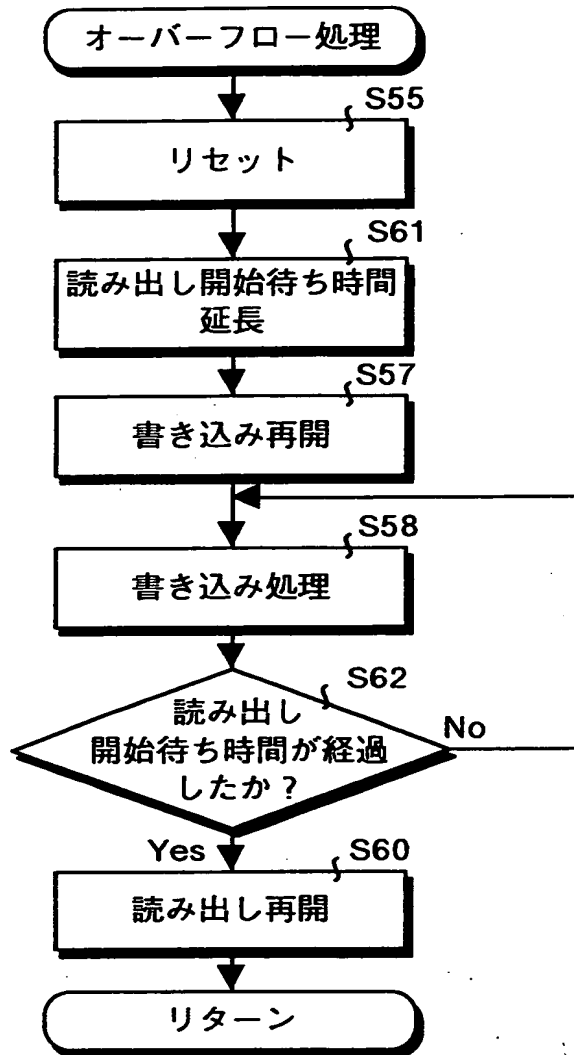 オーバーフロー処理
S55
リセット
S61
読み出し開始待ち時間
延長
S57
書き込み再開
S58
書き込み処理
S62
読み出し
開始待ち時間が経過
したか？
No
Yes
S60
読み出し再開
リターン